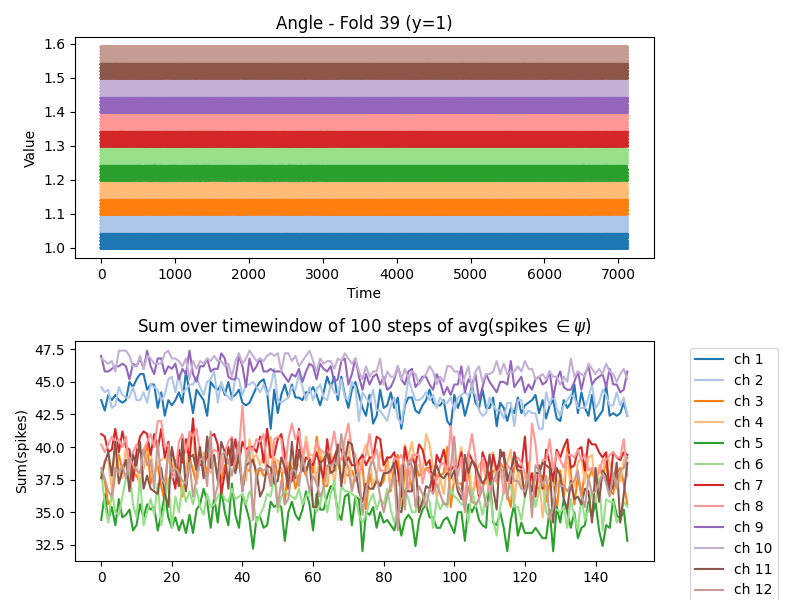 Angle - Fold 39 (y=1)
1.6
1.5
1.4
1.3
1.2
1.1
1.0
Value
0 1000 2000 3000 4000 5000 6000 7000
Time
Sum over timewindow of 100 steps of avg(spikes ∈ ψ)
47.5
45.0
42.5
40.0
37.5
35.0
32.5
Sum(spikes)
0 20 40 60 80 100 120 140
ch 1
ch 2
ch 3
ch 4
ch 5
ch 6
ch 7
ch 8
ch 9
ch 10
ch 11
ch 12